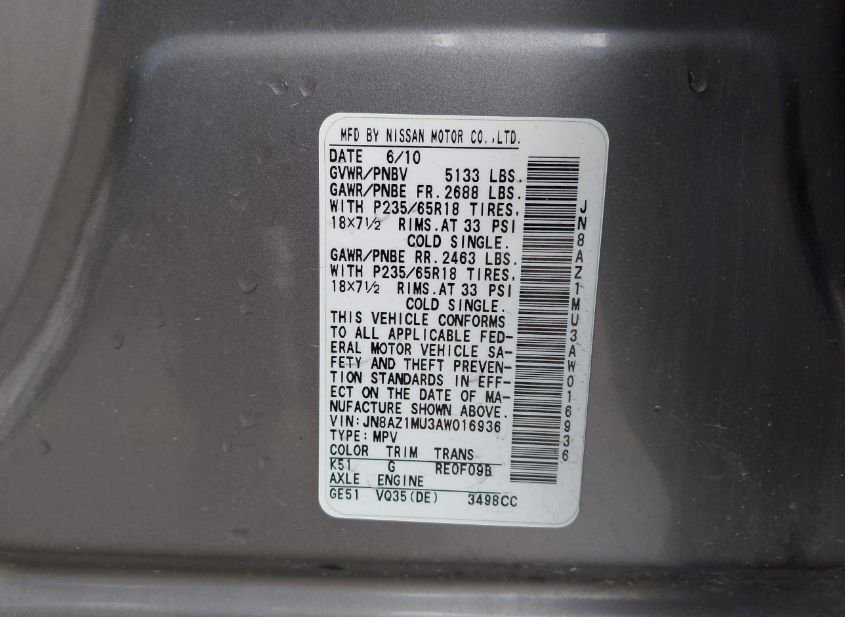 MFD BY NISSAN MOTOR CO.,LTD.
DATE 6/10
GVWR/PNBV 5133 LBS.
GAWR/PNBE FR. 2688 LBS.
WITH P235/65R18 TIRES,
18×7½ RIMS.AT 33 PSI
COLD SINGLE.
GAWR/PNBE RR. 2463 LBS.
WITH P235/65R18 TIRES,
18×7½ RIMS.AT 33 PSI
COLD SINGLE.
THIS VEHICLE CONFORMS
TO ALL APPLICABLE FED-
ERAL MOTOR VEHICLE SA-
FETY AND THEFT PREVEN-
TION STANDARDS IN EFF-
ECT ON THE DATE OF MA-
NUFACTURE SHOWN ABOVE.
VIN:JN8AZ1MU3AW016936
TYPE:MPV
COLOR TRIM TRANS
K51 G RE0F09B
AXLE ENGINE
GE51 VQ35(DE) 3498CC
JN8AZ1MU3AW016936